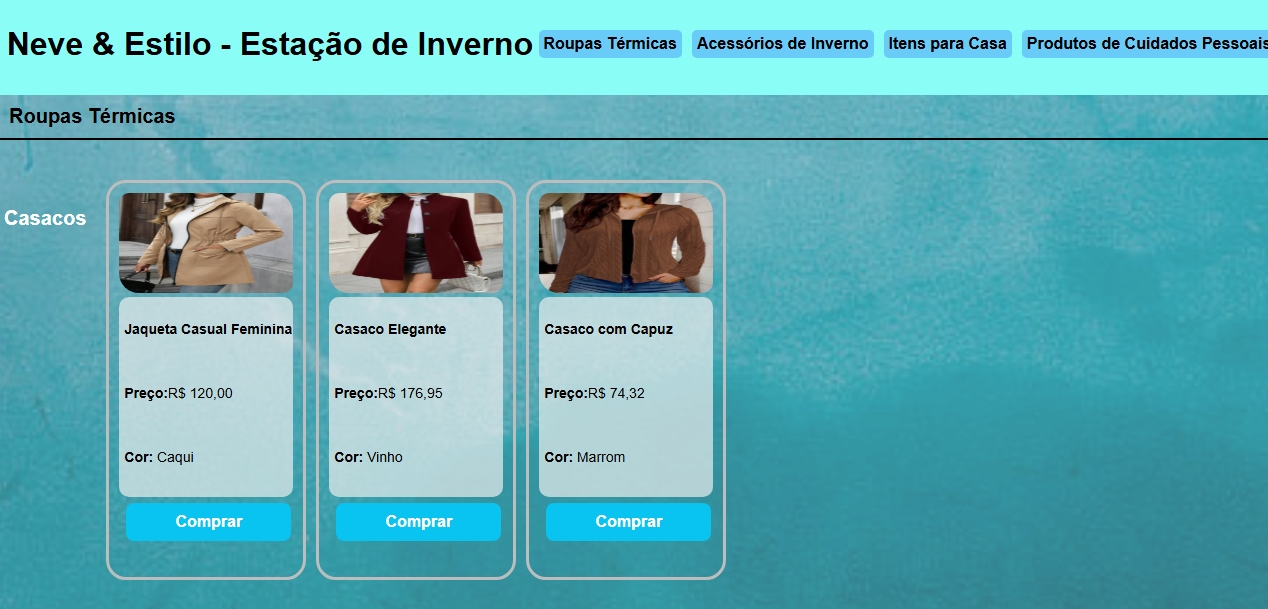 Neve & Estilo - Estação de Inverno
Roupas Térmicas
Acessórios de Inverno
Itens para Casa
Produtos de Cuidados Pessoais
Roupas Térmicas
Casacos
Jaqueta Casual Feminina
Preço:R$ 120,00
Cor: Caqui
Comprar
Casaco Elegante
Preço:R$ 176,95
Cor: Vinho
Comprar
Casaco com Capuz
Preço:R$ 74,32
Cor: Marrom
Comprar